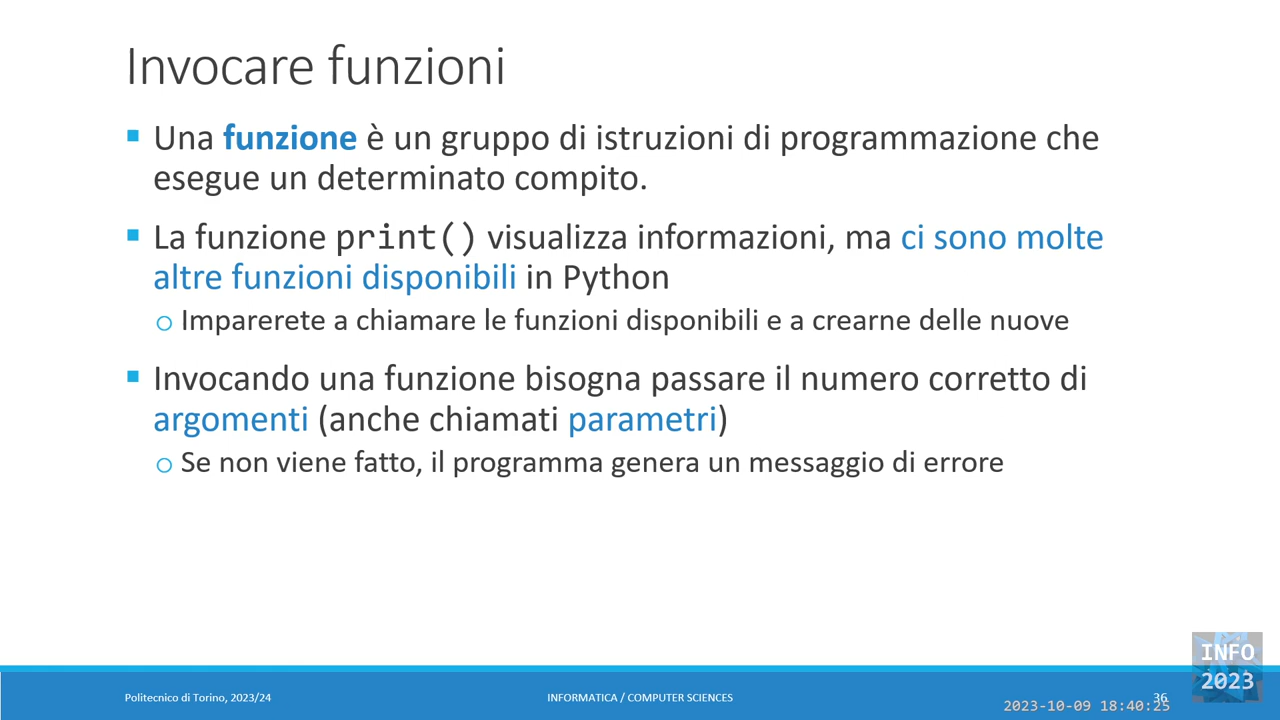 Invocare funzioni
Una funzione è un gruppo di istruzioni di programmazione che
esegue un determinato compito.
La funzione print() visualizza informazioni, ma ci sono molte
altre funzioni disponibili in Python
Imparerete a chiamare le funzioni disponibili e a crearne delle nuove
Invocando una funzione bisogna passare il numero corretto di
argomenti (anche chiamati parametri)
Se non viene fatto, il programma genera un messaggio di errore
INFO
2023
Politecnico di Torino, 2023/24
INFORMATICA / COMPUTER SCIENCES
36
2023-10-09 18:40:25